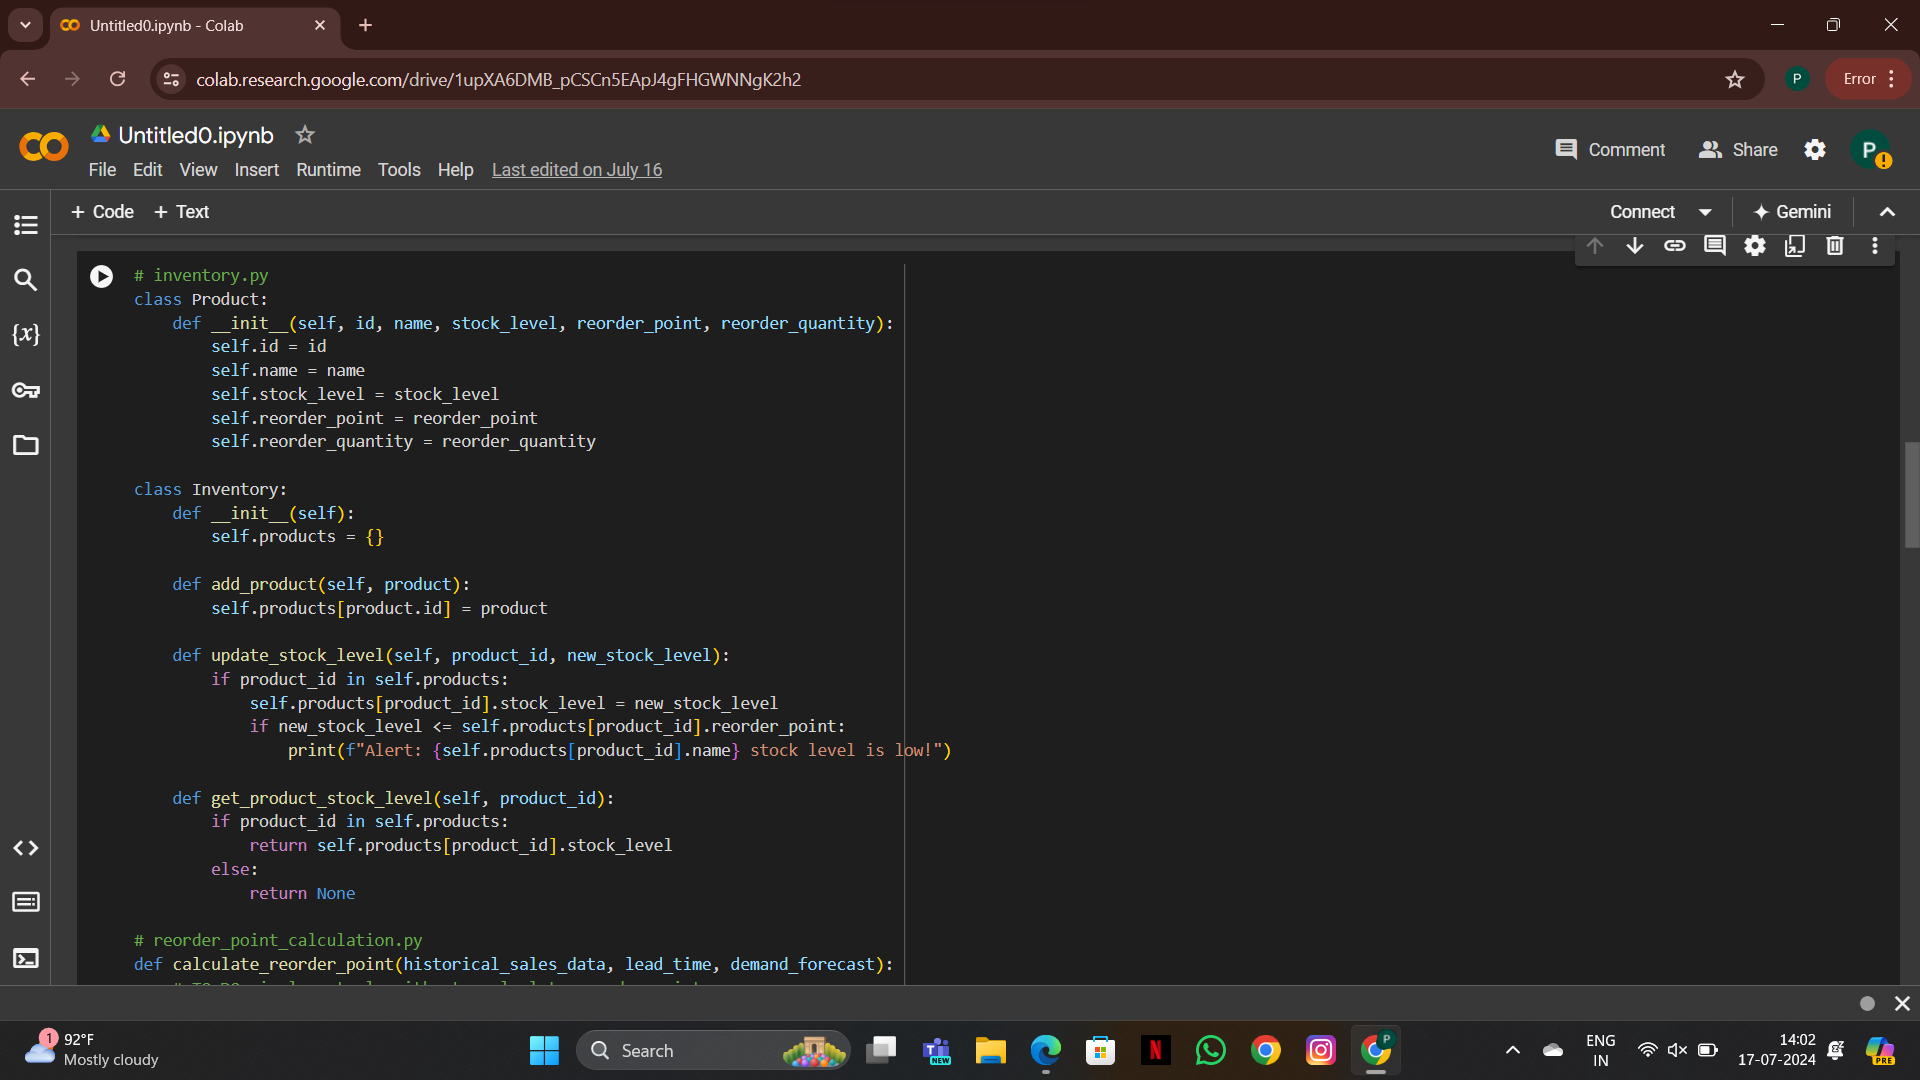 Untitled0.ipynb - Colab
colab.research.google.com/drive/1upXA6DMB_pCSCn5EApJ4gFHGWNNgK2h2
P
Error
Untitled0.ipynb
File Edit View Insert Runtime Tools Help Last edited on July 16
Comment Share P
+ Code + Text
Connect Gemini
# inventory.py
class Product:
    def __init__(self, id, name, stock_level, reorder_point, reorder_quantity):
        self.id = id
        self.name = name
        self.stock_level = stock_level
        self.reorder_point = reorder_point
        self.reorder_quantity = reorder_quantity
class Inventory:
    def __init__(self):
        self.products = {}
    def add_product(self, product):
        self.products[product.id] = product
    def update_stock_level(self, product_id, new_stock_level):
        if product_id in self.products:
            self.products[product_id].stock_level = new_stock_level
            if new_stock_level <= self.products[product_id].reorder_point:
                print(f"Alert: {self.products[product_id].name} stock level is low!")
    def get_product_stock_level(self, product_id):
        if product_id in self.products:
            return self.products[product_id].stock_level
        else:
            return None
# reorder_point_calculation.py
def calculate_reorder_point(historical_sales_data, lead_time, demand_forecast):
1
92°F
Mostly cloudy
Search
NEW
P
ENG
IN
14:02
17-07-2024
PRE